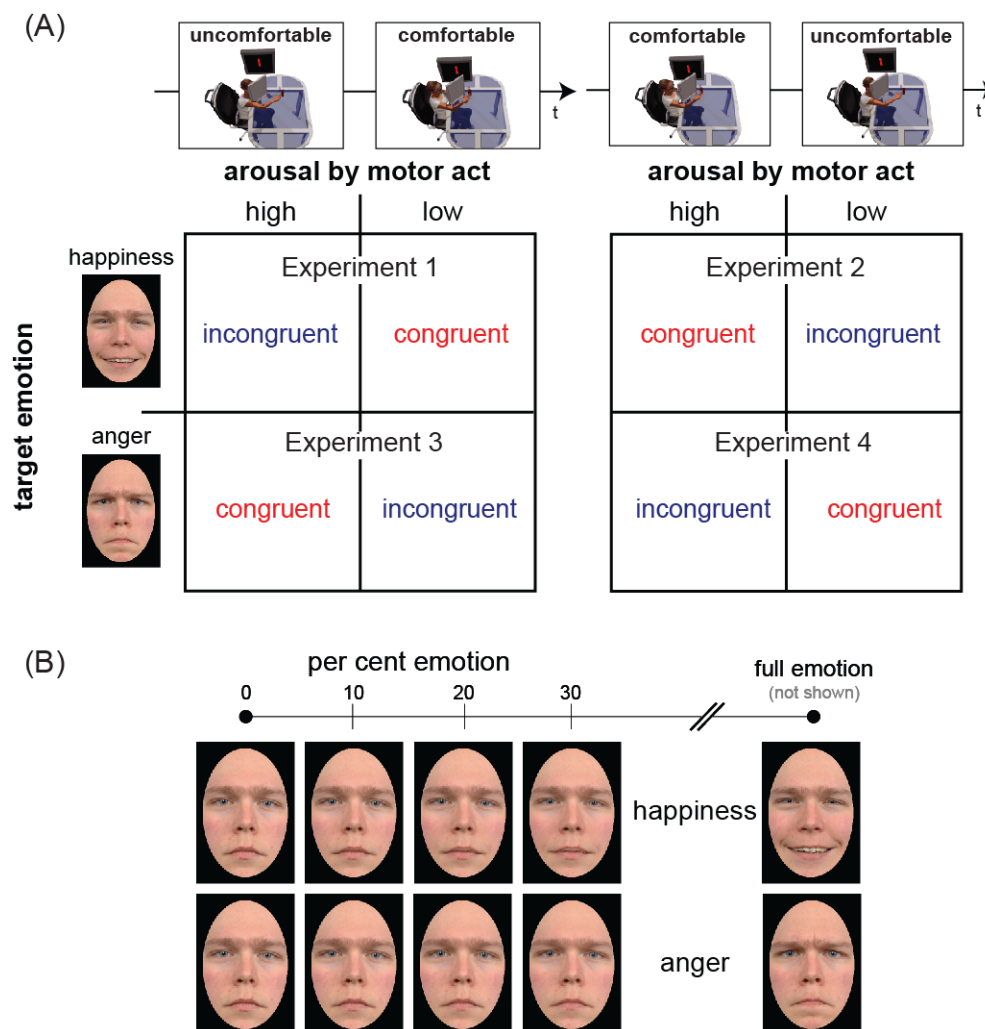 (A)
uncomfortable
comfortable
comfortable
uncomfortable
t
t
arousal by motor act
arousal by motor act
high
low
high
low
happiness
Experiment 1
Experiment 2
incongruent
congruent
congruent
incongruent
target emotion
anger
Experiment 3
Experiment 4
congruent
incongruent
incongruent
congruent
(B)
per cent emotion
full emotion
(not shown)
0
10
20
30
happiness
anger